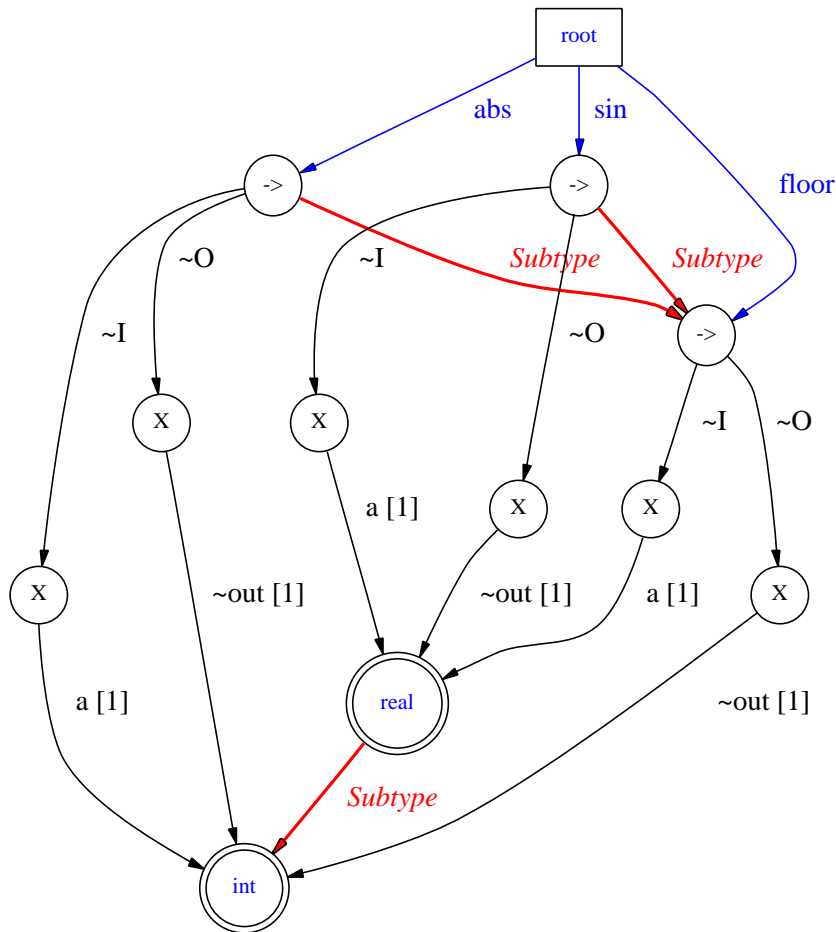 root
abs
sin
floor
->
->
~O
~I
Subtype
Subtype
~I
~O
->
X
X
~I
~O
a [1]
X
X
X
~out [1]
~out [1]
a [1]
X
a [1]
real
~out [1]
Subtype
int